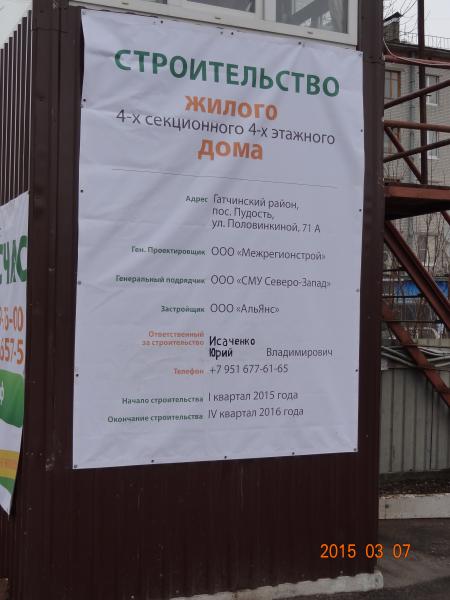 СТРОИТЕЛЬСТВО
ЖИЛОГО
4-х секционного 4-х этажного
ДОМА
Адрес Гатчинский район,
пос. Пудость,
ул. Половинкиной, 71 А
Ген. Проектировщик ООО «Межрегионстрой»
Генеральный подрядчик ООО «СМУ Северо-Запад»
Застройщик ООО «АльЯнс»
Ответственный
за строительство Исаченко
Юрий Владимирович
Телефон +7 951 677-61-65
Начало строительства I квартал 2015 года
Окончание строительства IV квартал 2016 года
2015 03 07